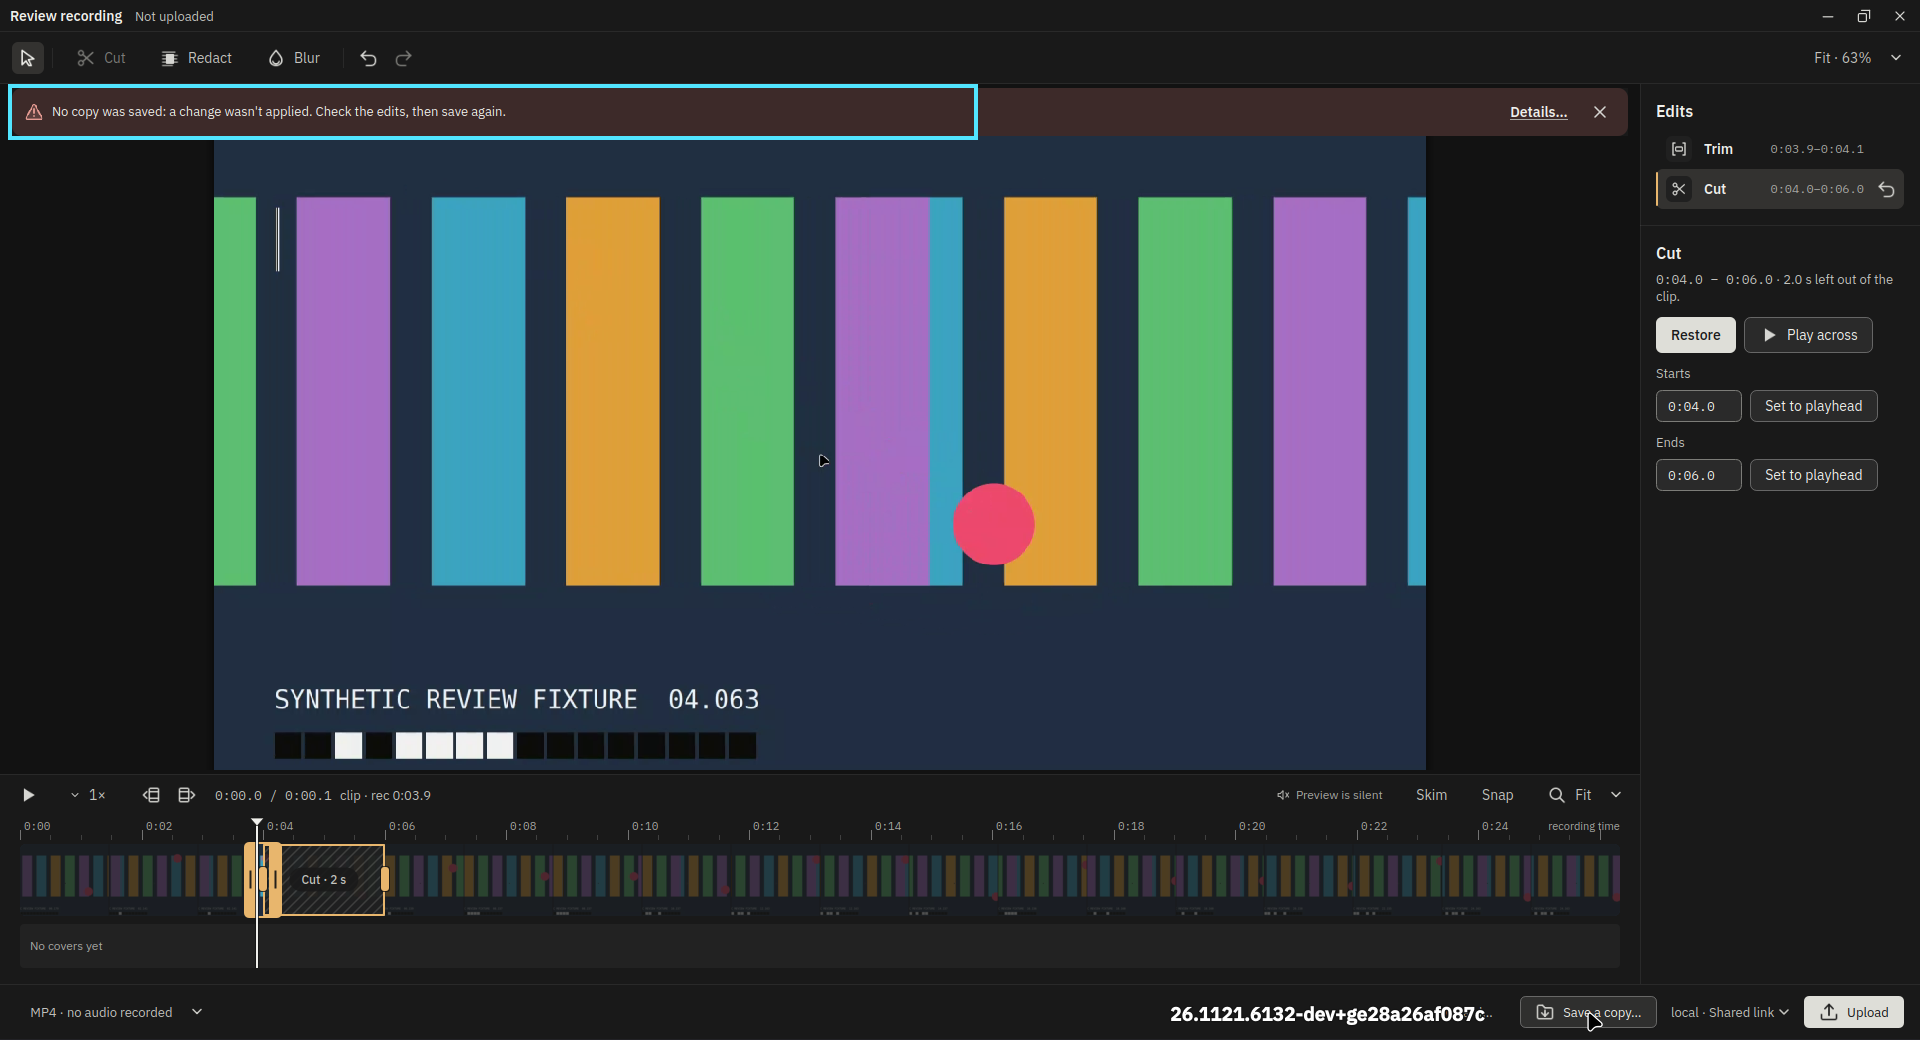 Review recording Not uploaded
Cut Redact Blur Fit · 63%
No copy was saved: a change wasn't applied. Check the edits, then save again. Details...
Edits
Trim 0:03.9–0:04.1
Cut 0:04.0–0:06.0
Cut
0:04.0 – 0:06.0 · 2.0 s left out of the
clip.
Restore Play across
Starts
0:04.0 Set to playhead
Ends
0:06.0 Set to playhead
SYNTHETIC REVIEW FIXTURE 04.063
1× 0:00.0 / 0:00.1 clip · rec 0:03.9 Preview is silent Skim Snap Fit
0:00 0:02 0:04 0:06 0:08 0:10 0:12 0:14 0:16 0:18 0:20 0:22 0:24 recording time
Cut · 2 s
No covers yet
MP4 · no audio recorded 26.1121.6132-dev+ge28a26af087c Save a copy... local · Shared link Upload